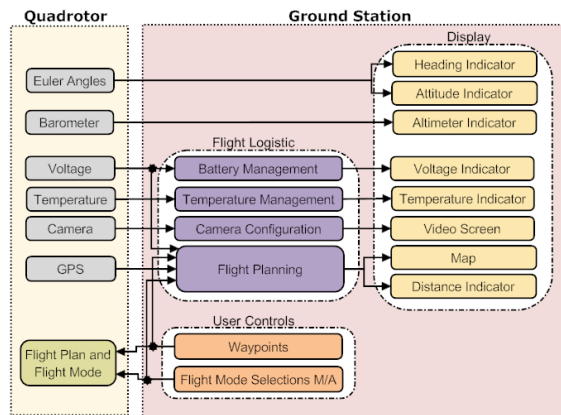 Quadrotor
Ground Station
Display
Euler Angles
Heading Indicator
Attitude Indicator
Barometer
Altimeter Indicator
Flight Logistic
Voltage
Battery Management
Voltage Indicator
Temperature
Temperature Management
Temperature Indicator
Camera
Camera Configuration
Video Screen
GPS
Flight Planning
Map
Distance Indicator
User Controls
Flight Plan and
Flight Mode
Waypoints
Flight Mode Selections M/A